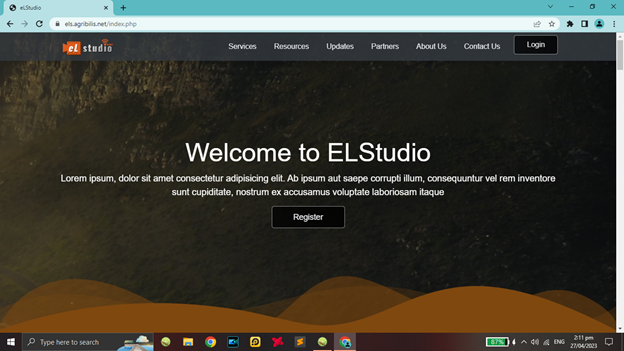 eLStudio
els.agribilis.net/index.php
eL studio
Services Resources Updates Partners About Us Contact Us Login
Welcome to ELStudio
Lorem ipsum, dolor sit amet consectetur adipisicing elit. Ab ipsum aut saepe corrupti illum, consequuntur vel rem inventore
sunt cupiditate, nostrum ex accusamus voluptate laboriosam itaque
Register
Type here to search
87%
ENG
2:11 pm
27/04/2023